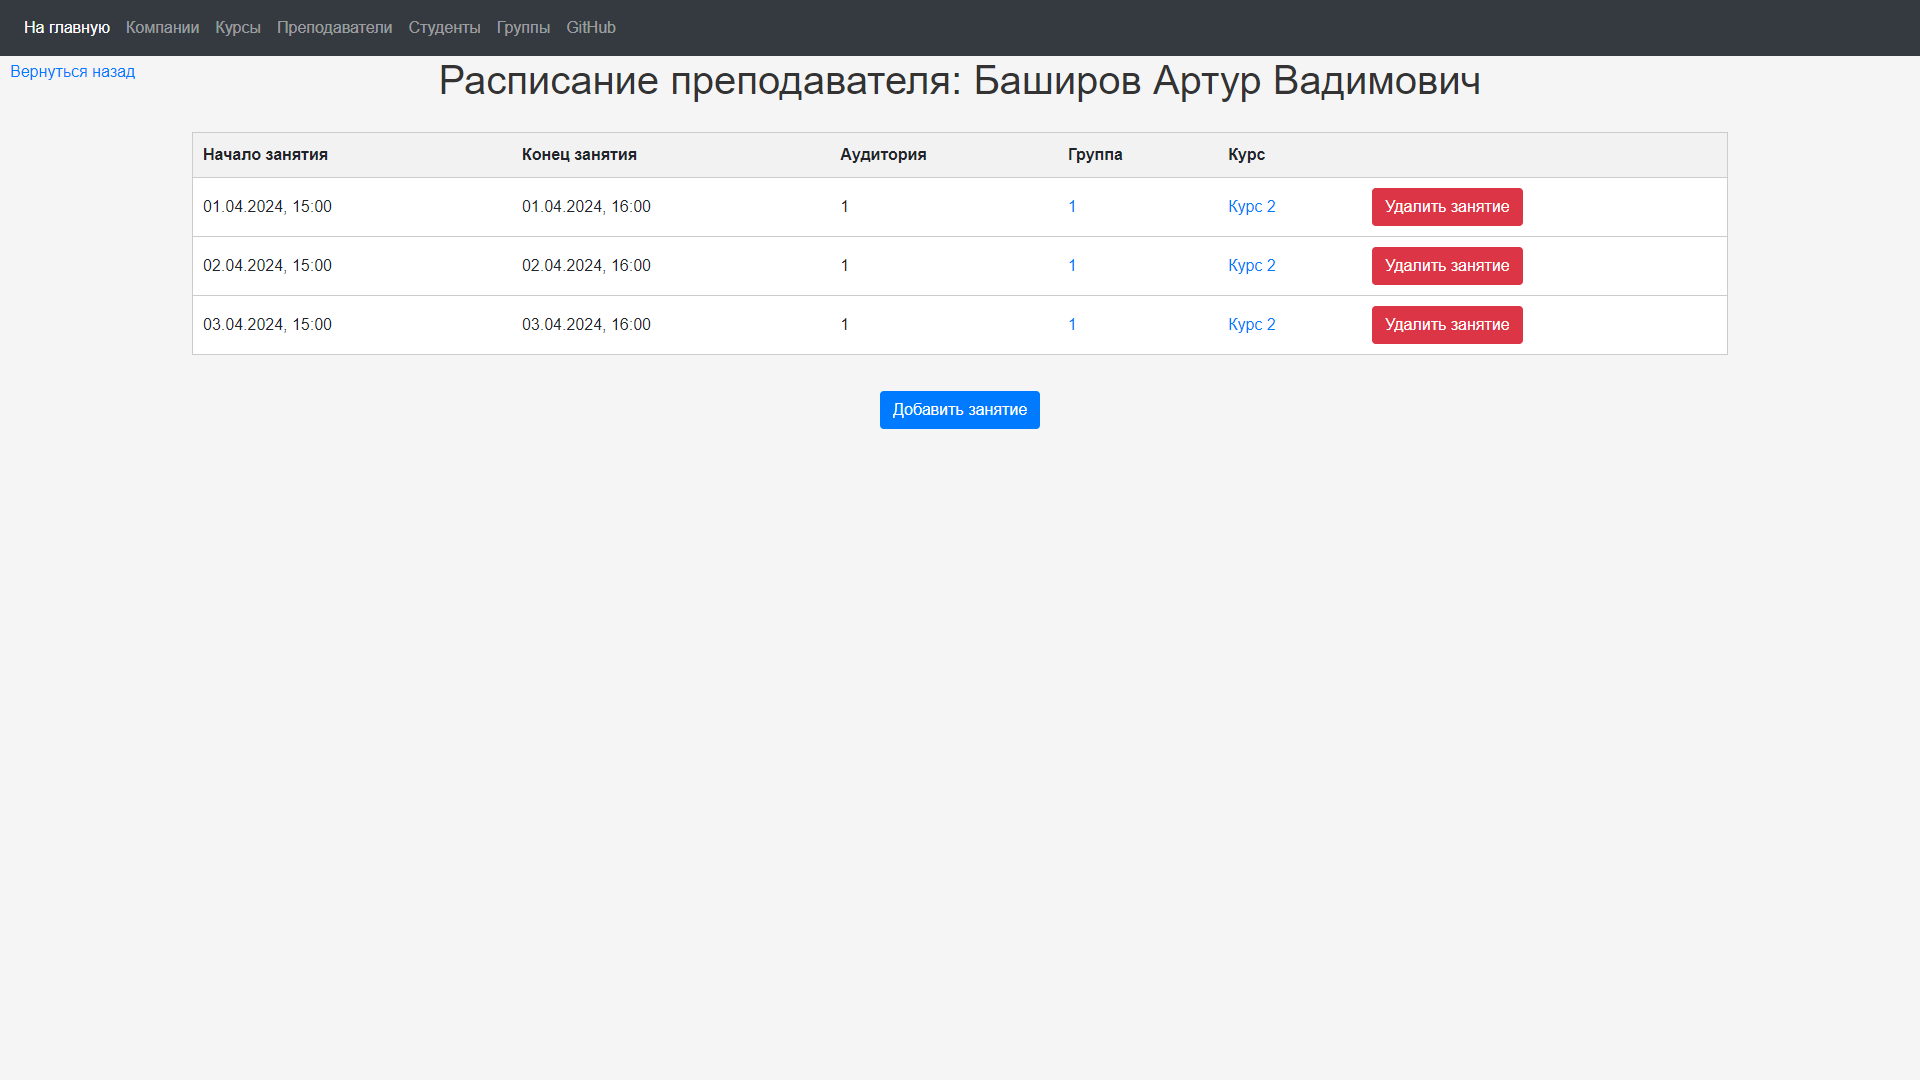 На главную Компании Курсы Преподаватели Студенты Группы GitHub
Вернуться назад
Расписание преподавателя: Баширов Артур Вадимович
Начало занятия Конец занятия Аудитория Группа Курс
01.04.2024, 15:00 01.04.2024, 16:00 1 1 Курс 2 Удалить занятие
02.04.2024, 15:00 02.04.2024, 16:00 1 1 Курс 2 Удалить занятие
03.04.2024, 15:00 03.04.2024, 16:00 1 1 Курс 2 Удалить занятие
Добавить занятие